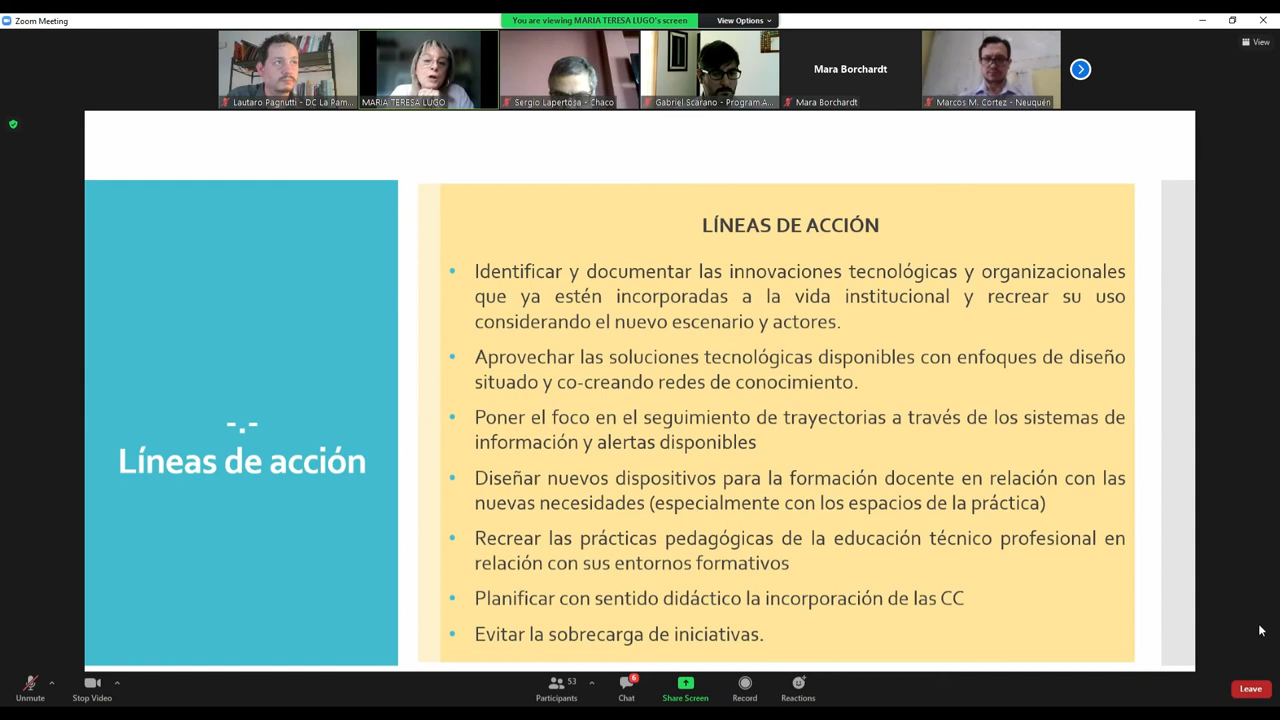 Zoom Meeting
You are viewing MARIA TERESA LUGO's screen
View Options
View
Lautaro Pagnutti - DC La Pam...
MARIA TERESA LUGO
Sergio Lapertosa - Chaco
Gabriel Scarano - Program.A...
Mara Borchardt
Mara Borchardt
Marcos M. Cortez - Neuquén
LÍNEAS DE ACCIÓN
• Identificar y documentar las innovaciones tecnológicas y organizacionales
que ya estén incorporadas a la vida institucional y recrear su uso
considerando el nuevo escenario y actores.
• Aprovechar las soluciones tecnológicas disponibles con enfoques de diseño
situado y co-creando redes de conocimiento.
• Poner el foco en el seguimiento de trayectorias a través de los sistemas de
información y alertas disponibles
• Diseñar nuevos dispositivos para la formación docente en relación con las
nuevas necesidades (especialmente con los espacios de la práctica)
• Recrear las prácticas pedagógicas de la educación técnico profesional en
relación con sus entornos formativos
• Planificar con sentido didáctico la incorporación de las CC
• Evitar la sobrecarga de iniciativas.
-.-
Líneas de acción
Unmute
Stop Video
Participants
53
Chat
6
Share Screen
Record
Reactions
Leave